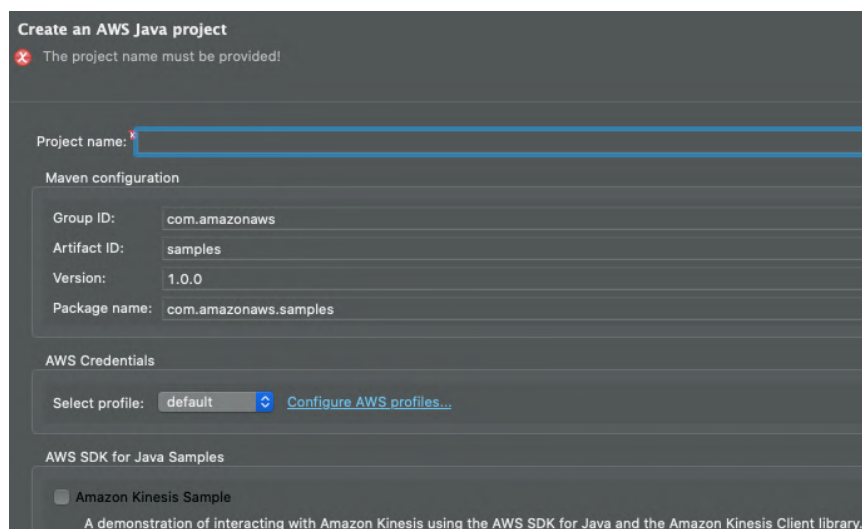 Create an AWS Java project
The project name must be provided!
Project name:
Maven configuration
Group ID: com.amazonaws
Artifact ID: samples
Version: 1.0.0
Package name: com.amazonaws.samples
AWS Credentials
Select profile: default Configure AWS profiles...
AWS SDK for Java Samples
Amazon Kinesis Sample
A demonstration of interacting with Amazon Kinesis using the AWS SDK for Java and the Amazon Kinesis Client library.